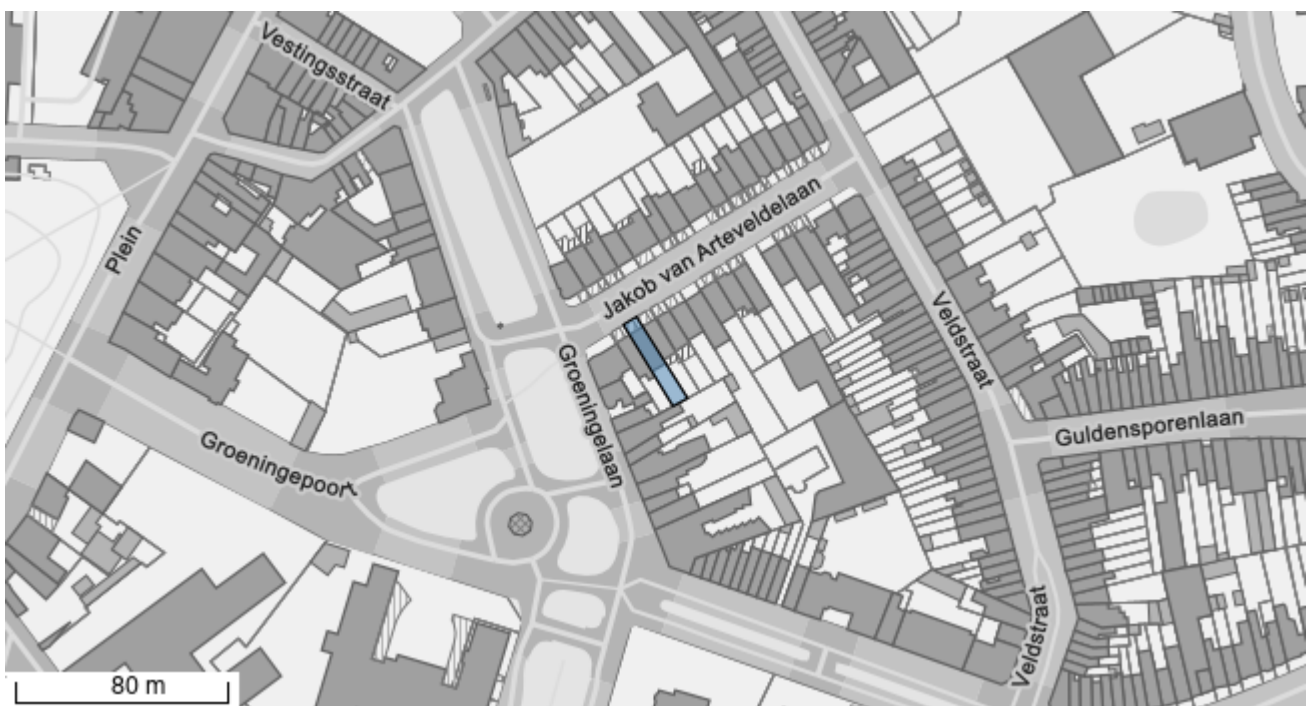 Vestingsstraat
Plein
Jakob van Arteveldelaan
Veldstraat
Groeningelaan
Guldensporenlaan
Groeningepoort
Veldstraat
80 m